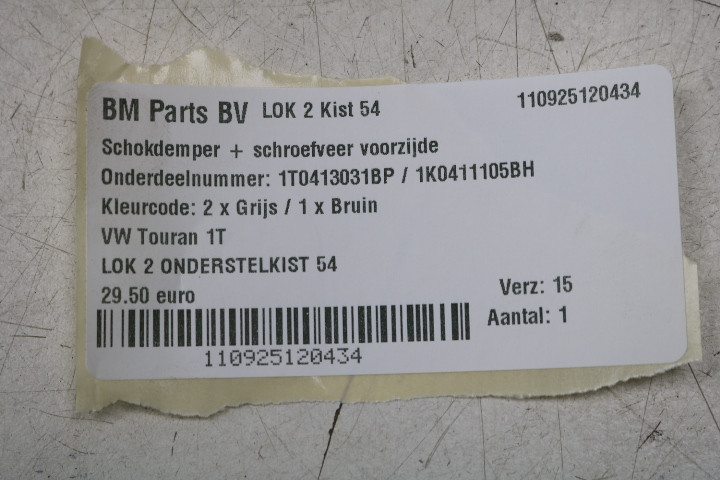 BM Parts BV LOK 2 Kist 54 110925120434
Schokdemper + schroefveer voorzijde
Onderdeelnummer: 1T0413031BP / 1K0411105BH
Kleurcode: 2 x Grijs / 1 x Bruin
VW Touran 1T
LOK 2 ONDERSTELKIST 54
29.50 euro Verz: 15
Aantal: 1
110925120434